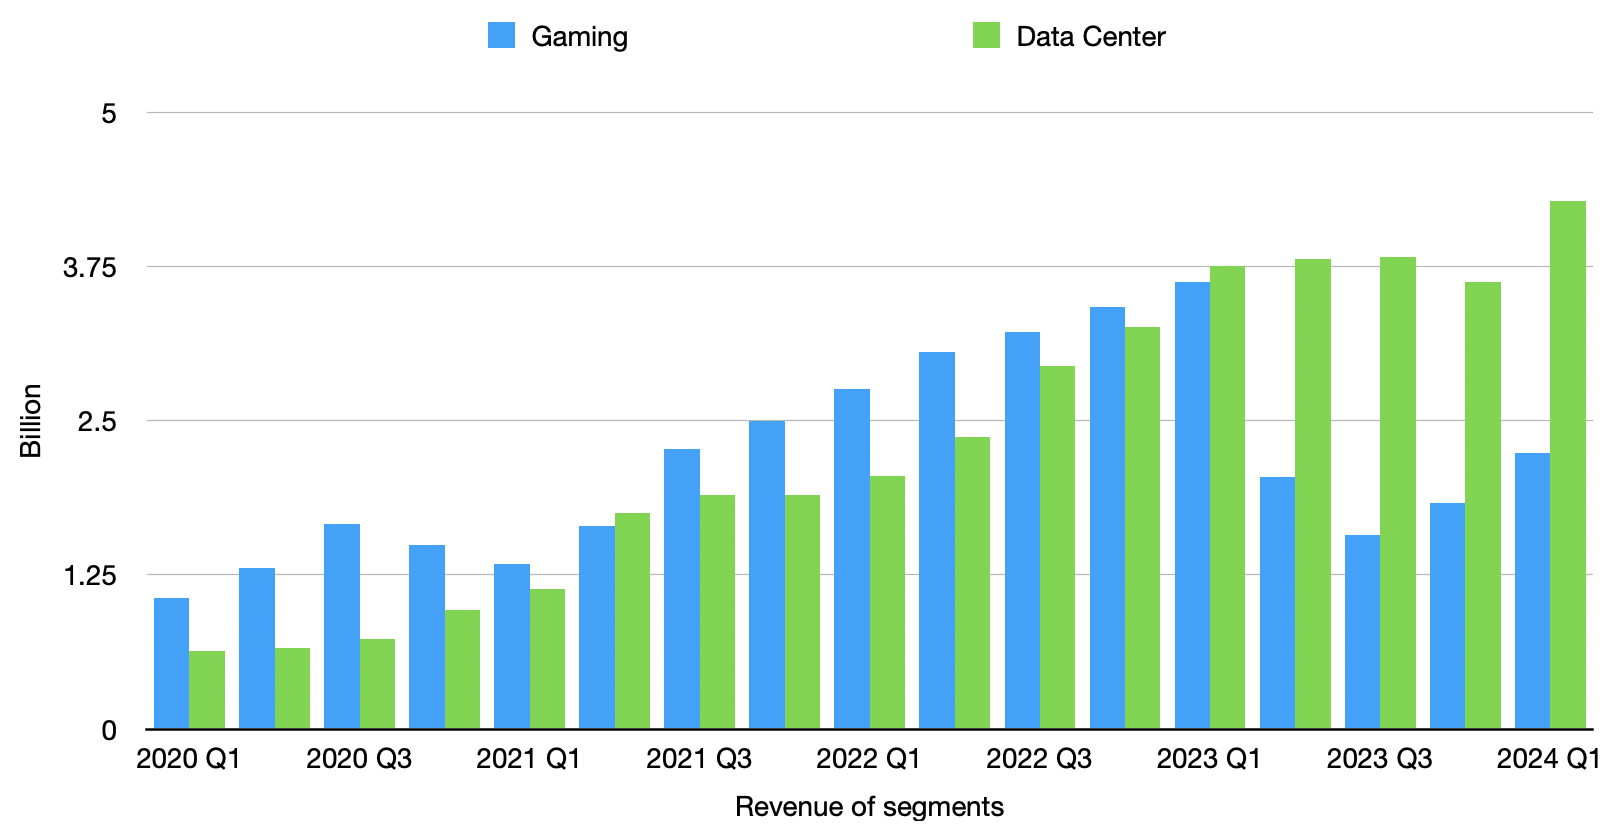 Gaming Data Center
5
3.75
2.5
1.25
0
Billion
2020 Q1 2020 Q3 2021 Q1 2021 Q3 2022 Q1 2022 Q3 2023 Q1 2023 Q3 2024 Q1
Revenue of segments